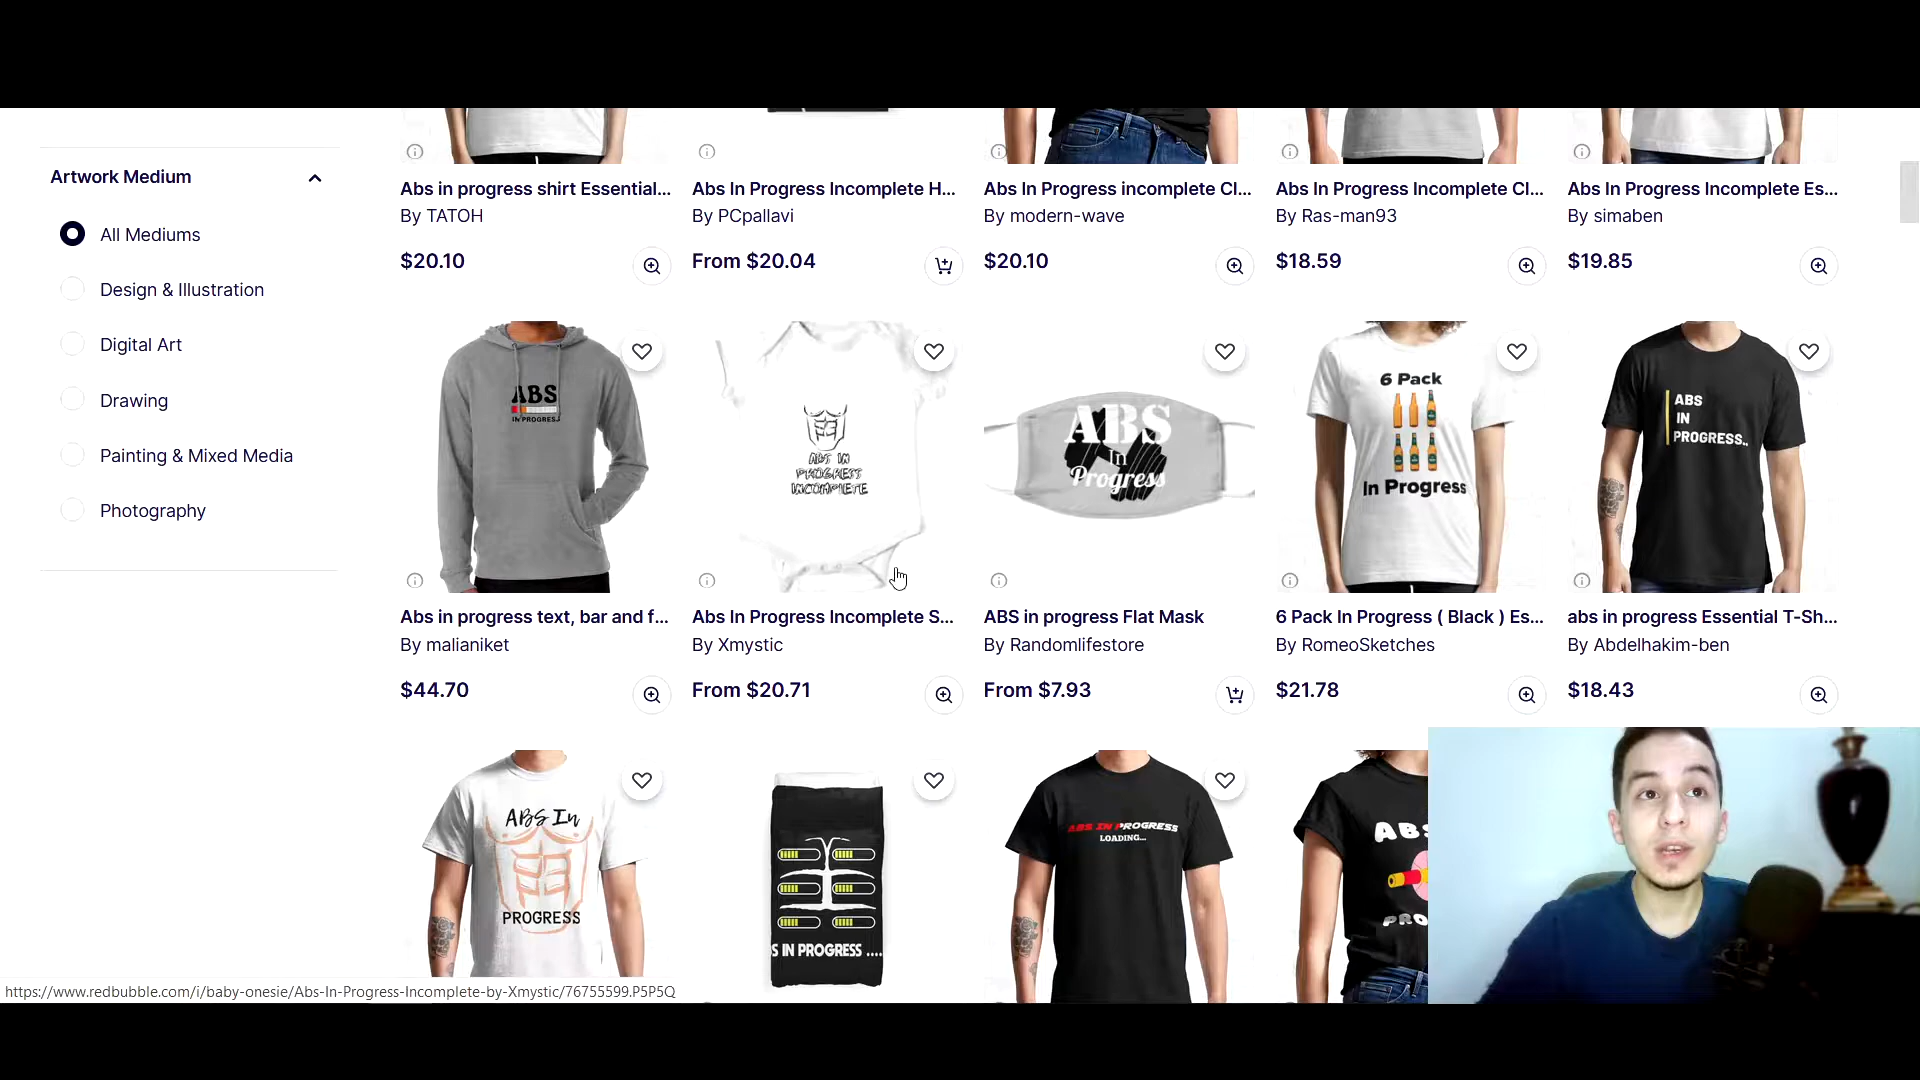 Artwork Medium
All Mediums
Design & Illustration
Digital Art
Drawing
Painting & Mixed Media
Photography
Abs in progress shirt Essential...
By TATOH
$20.10
Abs In Progress Incomplete H...
By PCpallavi
From $20.04
Abs In Progress incomplete Cl...
By modern-wave
$20.10
Abs In Progress Incomplete Cl...
By Ras-man93
$18.59
Abs In Progress Incomplete Es...
By simaben
$19.85
ABS
IN PROGRESS
Abs in progress text, bar and f...
By malianiket
$44.70
ABS IN
PROGRESS
INCOMPLETE
Abs In Progress Incomplete S...
By Xmystic
From $20.71
ABS
In
Progress
ABS in progress Flat Mask
By Randomlifestore
From $7.93
6 Pack
In Progress
6 Pack In Progress ( Black ) Es...
By RomeoSketches
$21.78
ABS
IN
PROGRESS..
abs in progress Essential T-Sh...
By Abdelhakim-ben
$18.43
ABS In
PROGRESS
S IN PROGRESS ....
ABS IN PROGRESS
LOADING...
ABS
PRO
https://www.redbubble.com/i/baby-onesie/Abs-In-Progress-Incomplete-by-Xmystic/76755599.P5P5Q